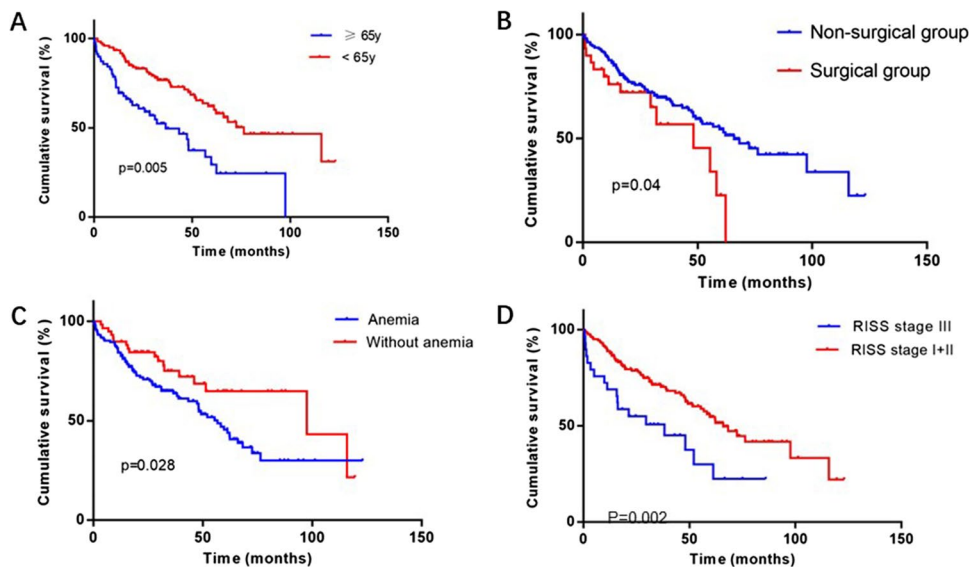 A
≥ 65y
< 65y
Cumulative survival (%)
100
50
0
p=0.005
0 50 100 150
Time (months)
B
Non-surgical group
Surgical group
Cumulative survival (%)
100
50
0
p=0.04
0 50 100 150
Time (months)
C
Anemia
Without anemia
Cumulative survival (%)
100
50
0
p=0.028
0 50 100 150
Time (months)
D
RISS stage III
RISS stage I+II
Cumulative survival (%)
100
50
0
P=0.002
0 50 100 150
Time (months)